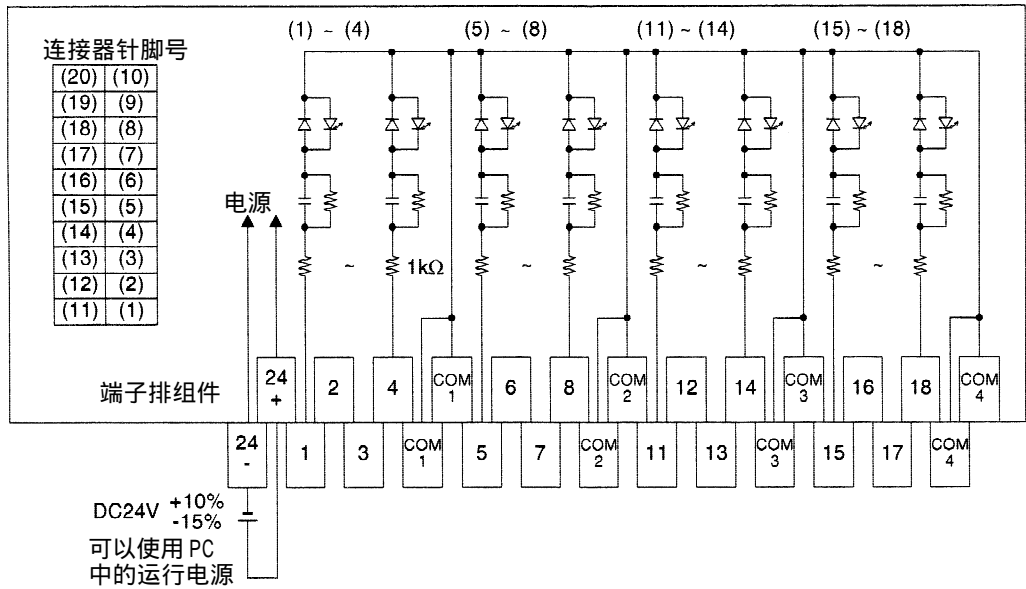 (1) ~ (4) (5) ~ (8) (11) ~ (14) (15) ~ (18)
连接器针脚号
(20) (10)
(19) (9)
(18) (8)
(17) (7)
(16) (6)
(15) (5)
(14) (4)
(13) (3)
(12) (2)
(11) (1)
电源
~ 1kΩ ~ ~ ~
端子排组件
24 + 2 4 COM 1 6 8 COM 2 12 14 COM 3 16 18 COM 4
24 - 1 3 COM 1 5 7 COM 2 11 13 COM 3 15 17 COM 4
DC24V +10% -15%
可以使用 PC
中的运行电源